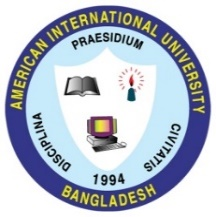 AMERICAN INTERNATIONAL UNIVERSITY
PRAESIDIUM
DISCIPLINA
CIVITATIS
1994
BANGLADESH